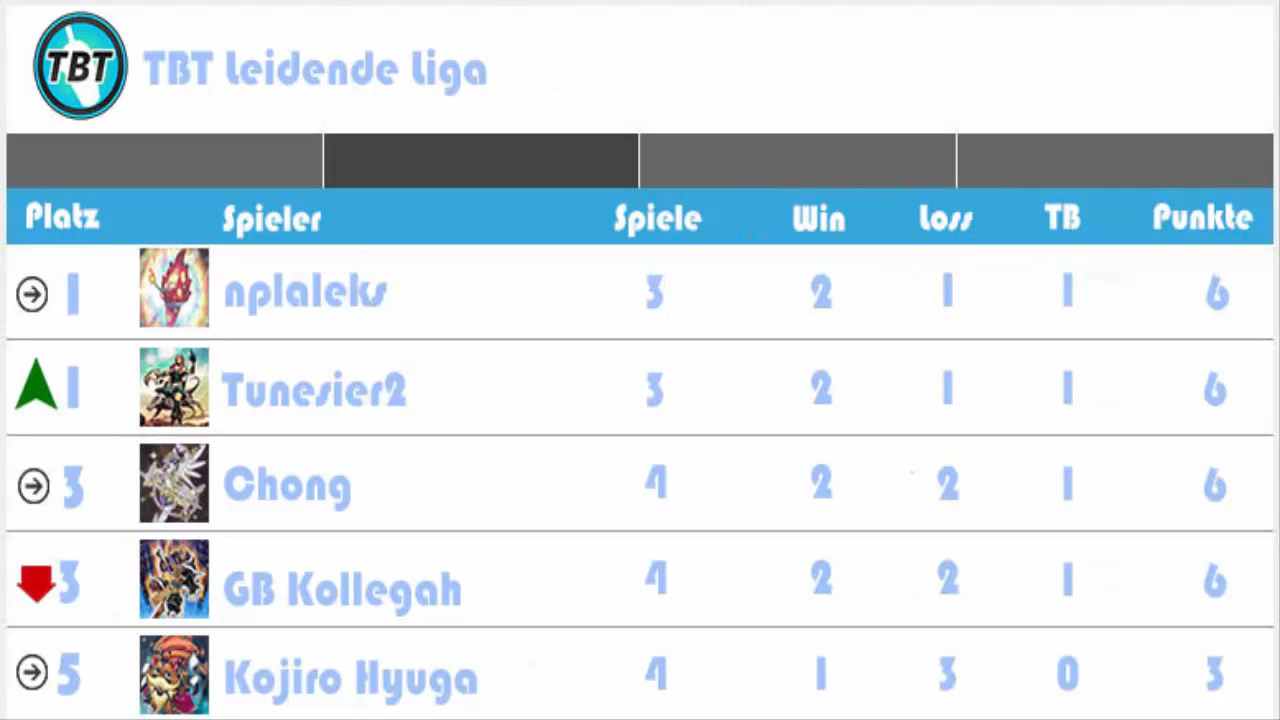 TBT TBT Leidende Liga
Platz Spieler Spiele Win Loss TB Punkte
1 nplaleks 3 2 1 1 6
1 Tunesier2 3 2 1 1 6
3 Chong 4 2 2 1 6
3 GB Kollegah 4 2 2 1 6
5 Kojiro Hyuga 4 1 3 0 3